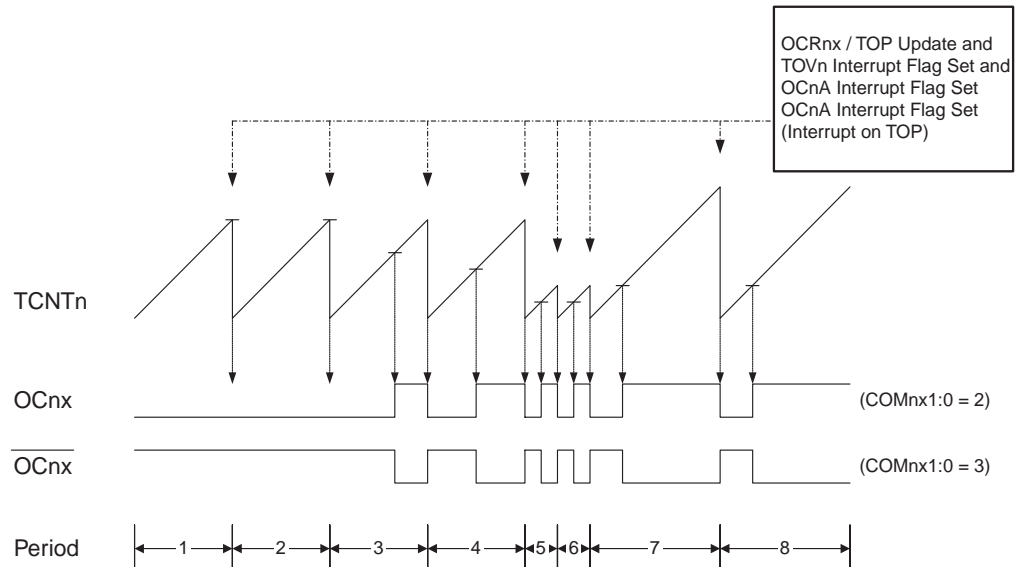 OCRnx / TOP Update and
TOVn Interrupt Flag Set and
OCnA Interrupt Flag Set
OCnA Interrupt Flag Set
(Interrupt on TOP)
TCNTn
OCnx
(COMnx1:0 = 2)
OCnx
(COMnx1:0 = 3)
Period
1 2 3 4 5 6 7 8